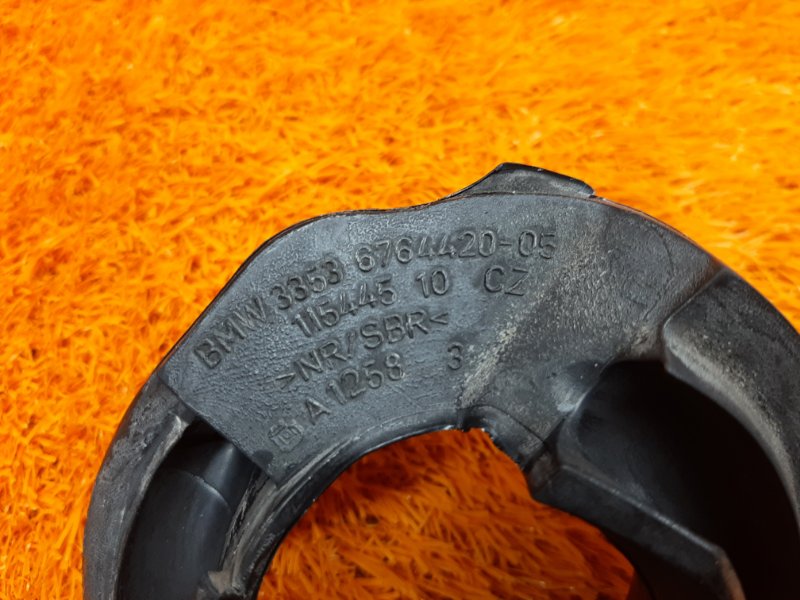 BMW 3353 6764420-05
115445 10 CZ
>NR/SBR<
A1258 3